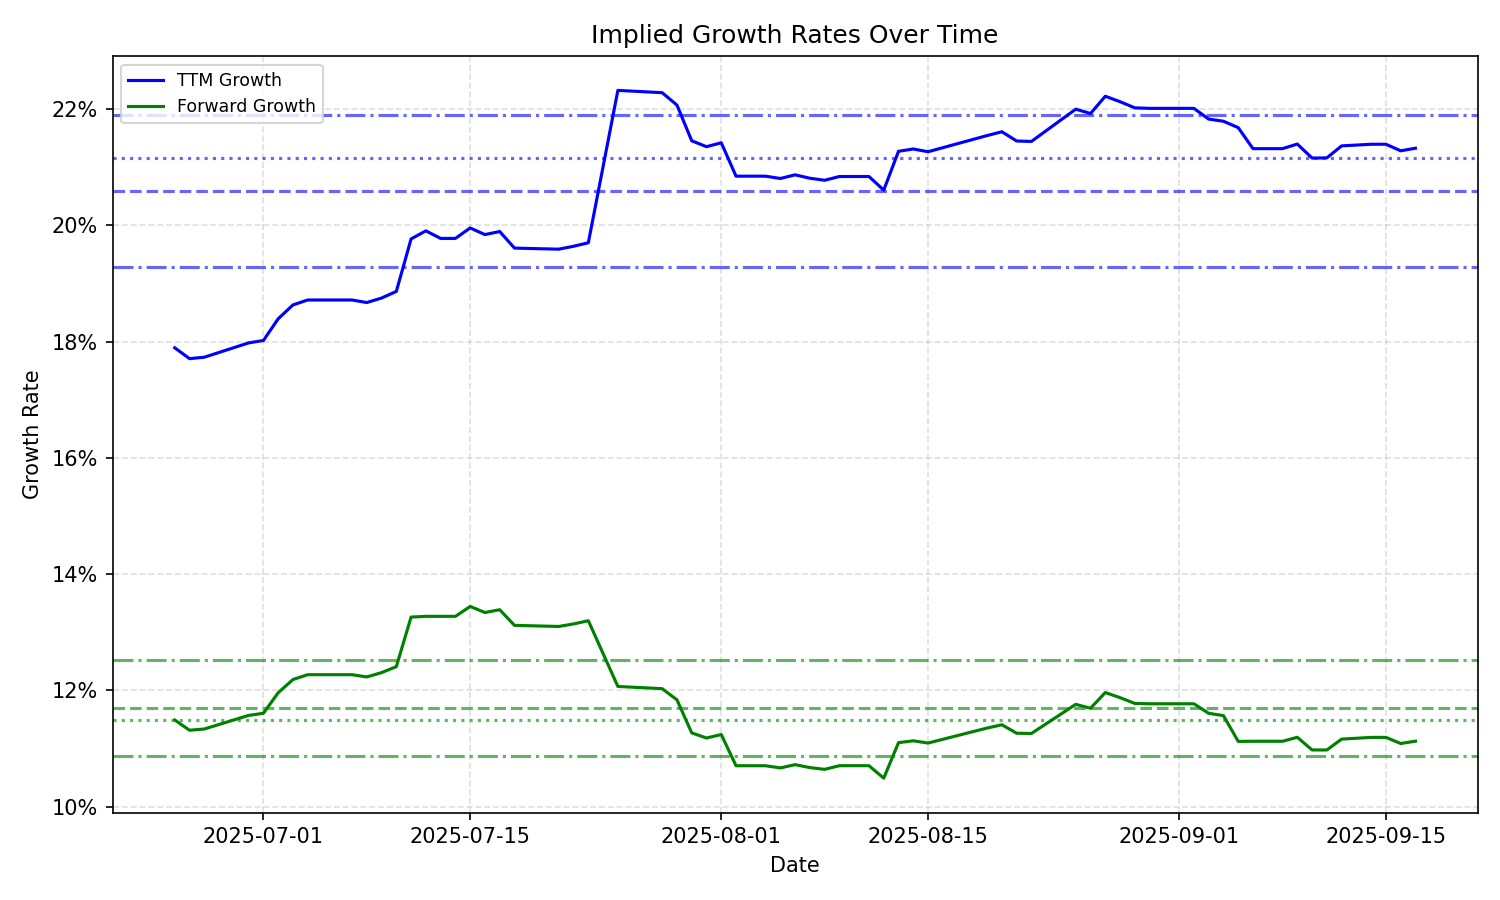 Implied Growth Rates Over Time
TTM Growth
Forward Growth
Growth Rate
22%
20%
18%
16%
14%
12%
10%
2025-07-01
2025-07-15
2025-08-01
2025-08-15
2025-09-01
2025-09-15
Date